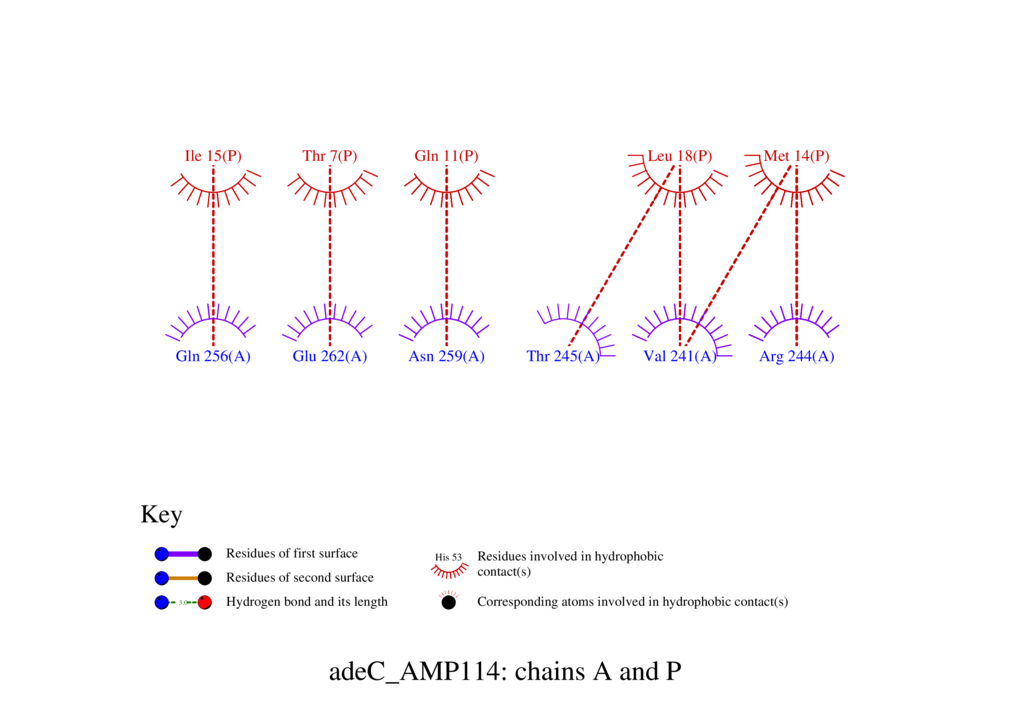 Ile 15(P) Thr 7(P) Gln 11(P) Leu 18(P) Met 14(P)
Gln 256(A) Glu 262(A) Asn 259(A) Thr 245(A) Val 241(A) Arg 244(A)
Key
Residues of first surface
Residues of second surface
3.0
Hydrogen bond and its length
His 53
Residues involved in hydrophobic
contact(s)
Corresponding atoms involved in hydrophobic contact(s)
adeC_AMP114: chains A and P